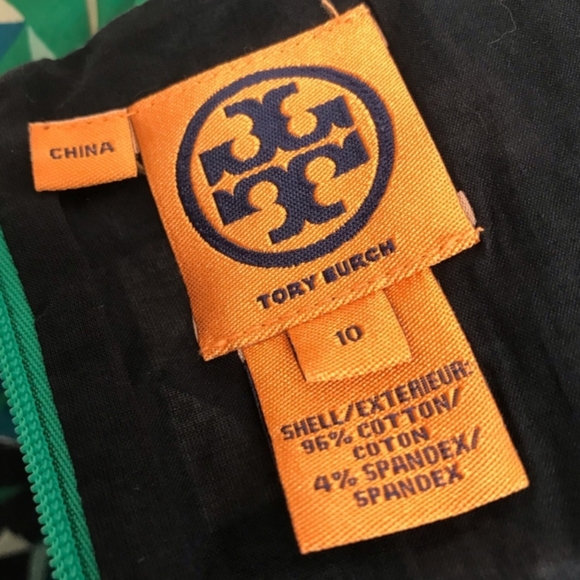 CHINA
TORY BURCH
10
SHELL/EXTERIEUR:
96% COTTON/
COTON
4% SPANDEX/
SPANDEX